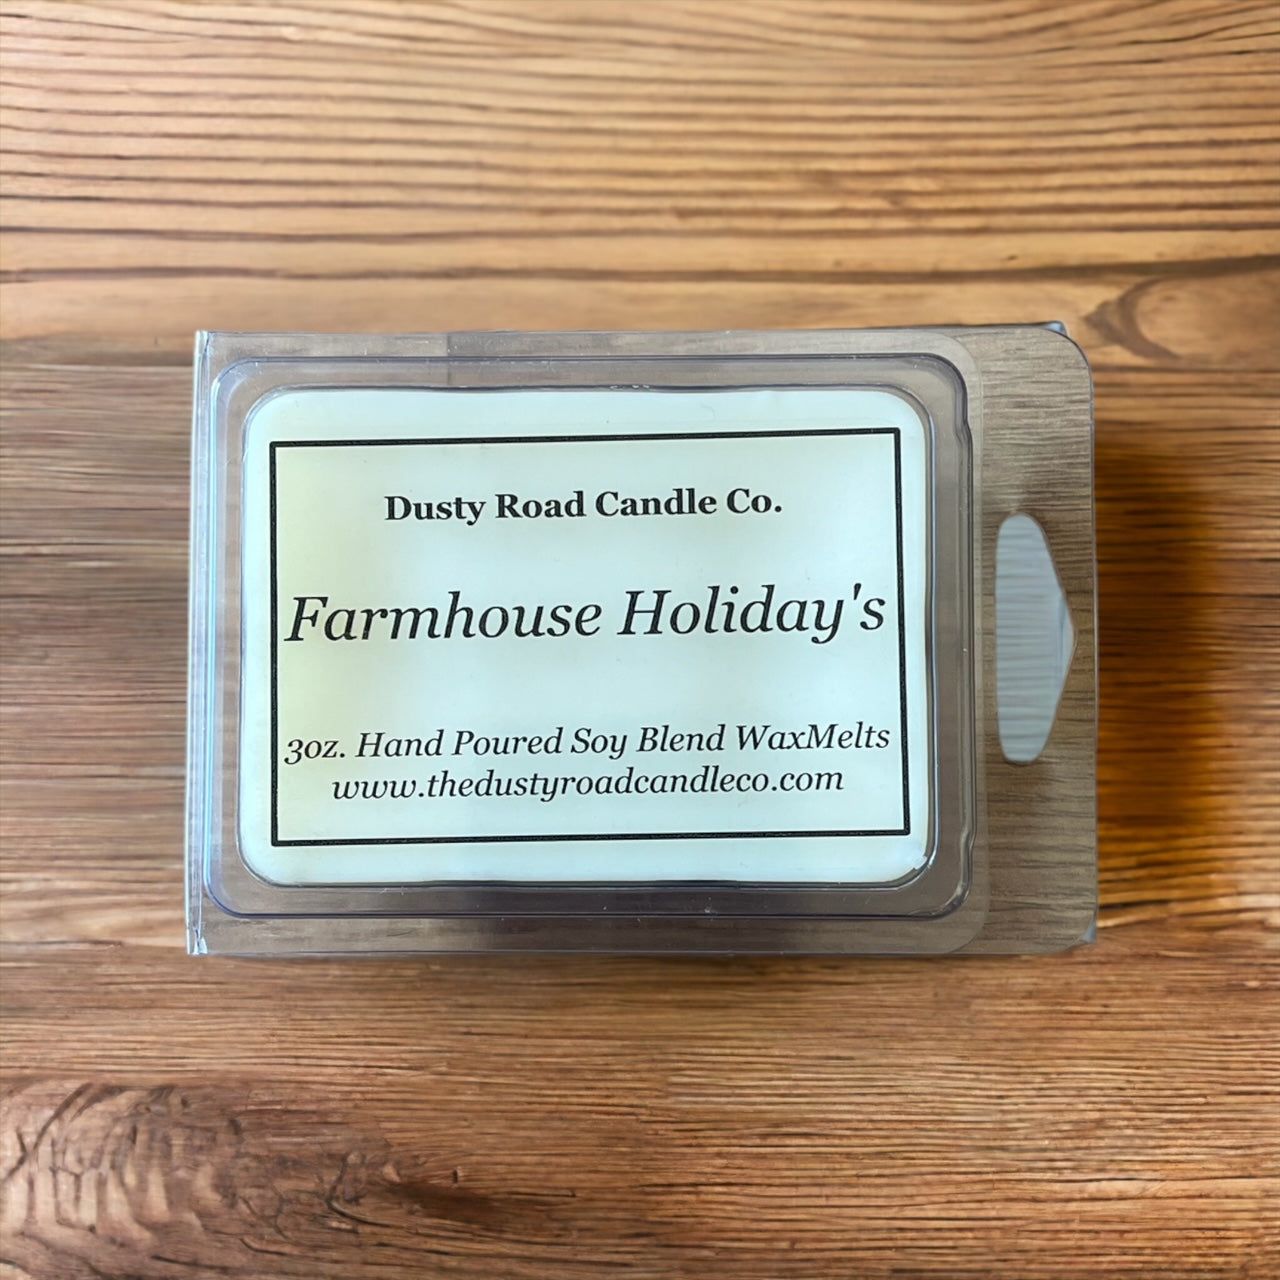 Dusty Road Candle Co.
Farmhouse Holiday's
3oz. Hand Poured Soy Blend WaxMelts
www.thedustyroadcandleco.com